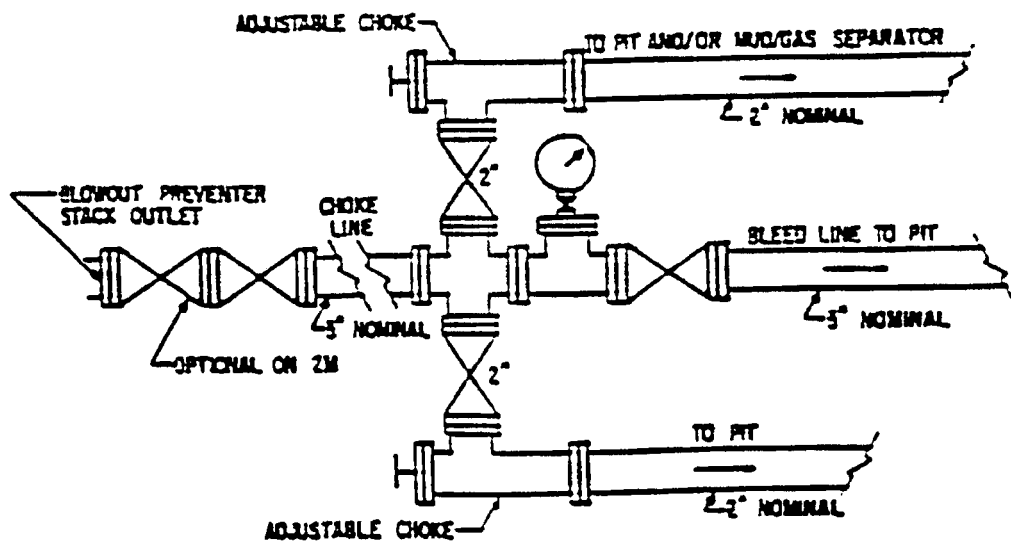 ADJUSTABLE CHOKE
TO PIT AND/OR MUD/GAS SEPARATOR
2" NOMINAL
2"
BLOWOUT PREVENTER
STACK OUTLET
CHOKE
LINE
BLEED LINE TO PIT
3" NOMINAL
3" NOMINAL
OPTIONAL ON 2M
2"
TO PIT
2" NOMINAL
ADJUSTABLE CHOKE